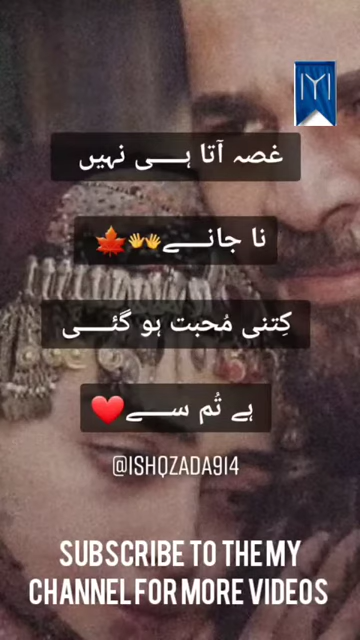 غصہ آتا ہی نہیں
نا جانے👐🍁
کِتنی مُحبت ہو گئی
ہے تُم سے❤️
@ISHQZADA914
SUBSCRIBE TO THE MY
CHANNEL FOR MORE VIDEOS